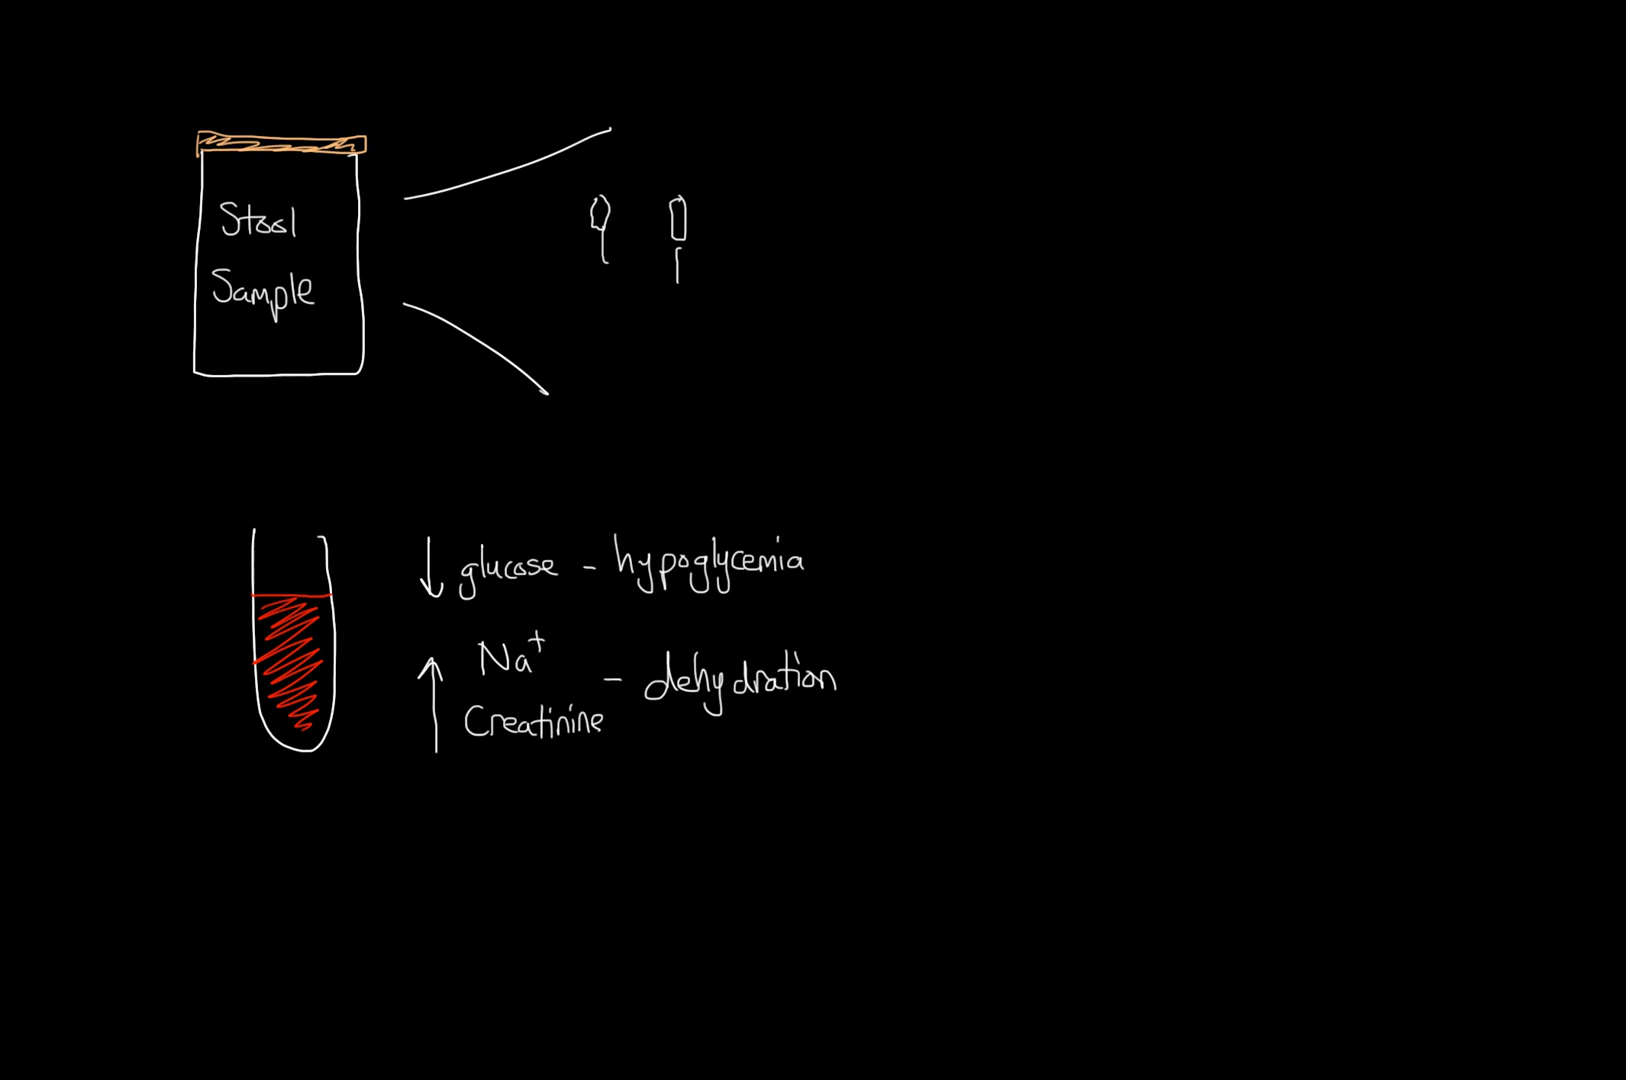 Stool
Sample
↓ glucose - hypoglycemia
↑ Na⁺
Creatinine - dehydration